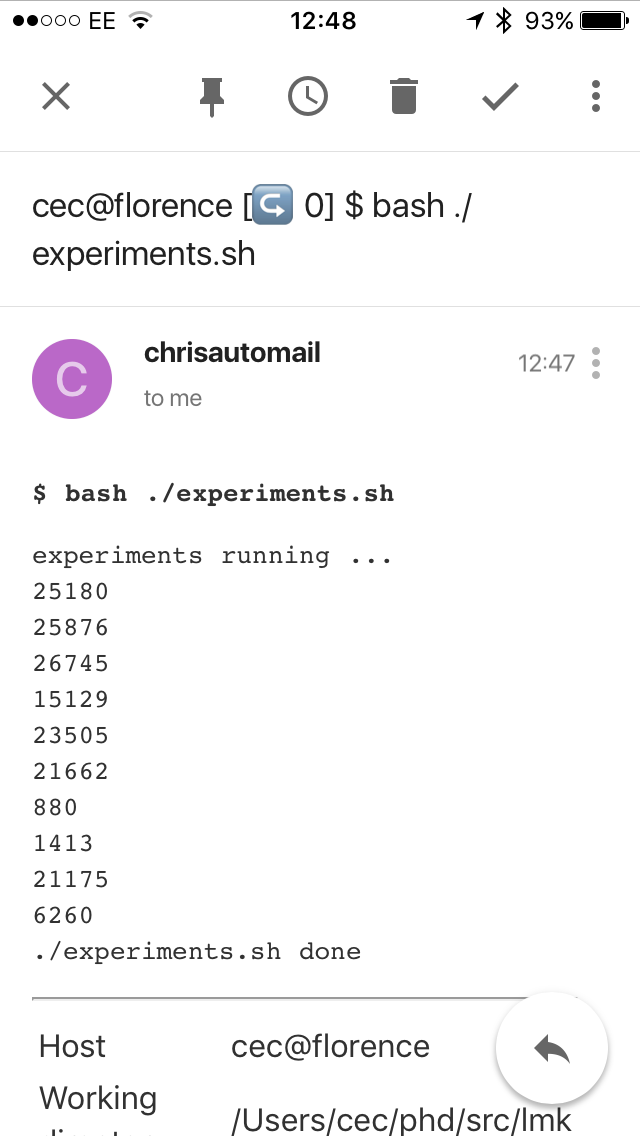 EE 12:48 93%
cec@florence [↪ 0] $ bash ./
experiments.sh
C
chrisautomail
12:47
to me
$ bash ./experiments.sh
experiments running ...
25180
25876
26745
15129
23505
21662
880
1413
21175
6260
./experiments.sh done
Host cec@florence
Working
/Users/cec/phd/src/lmk